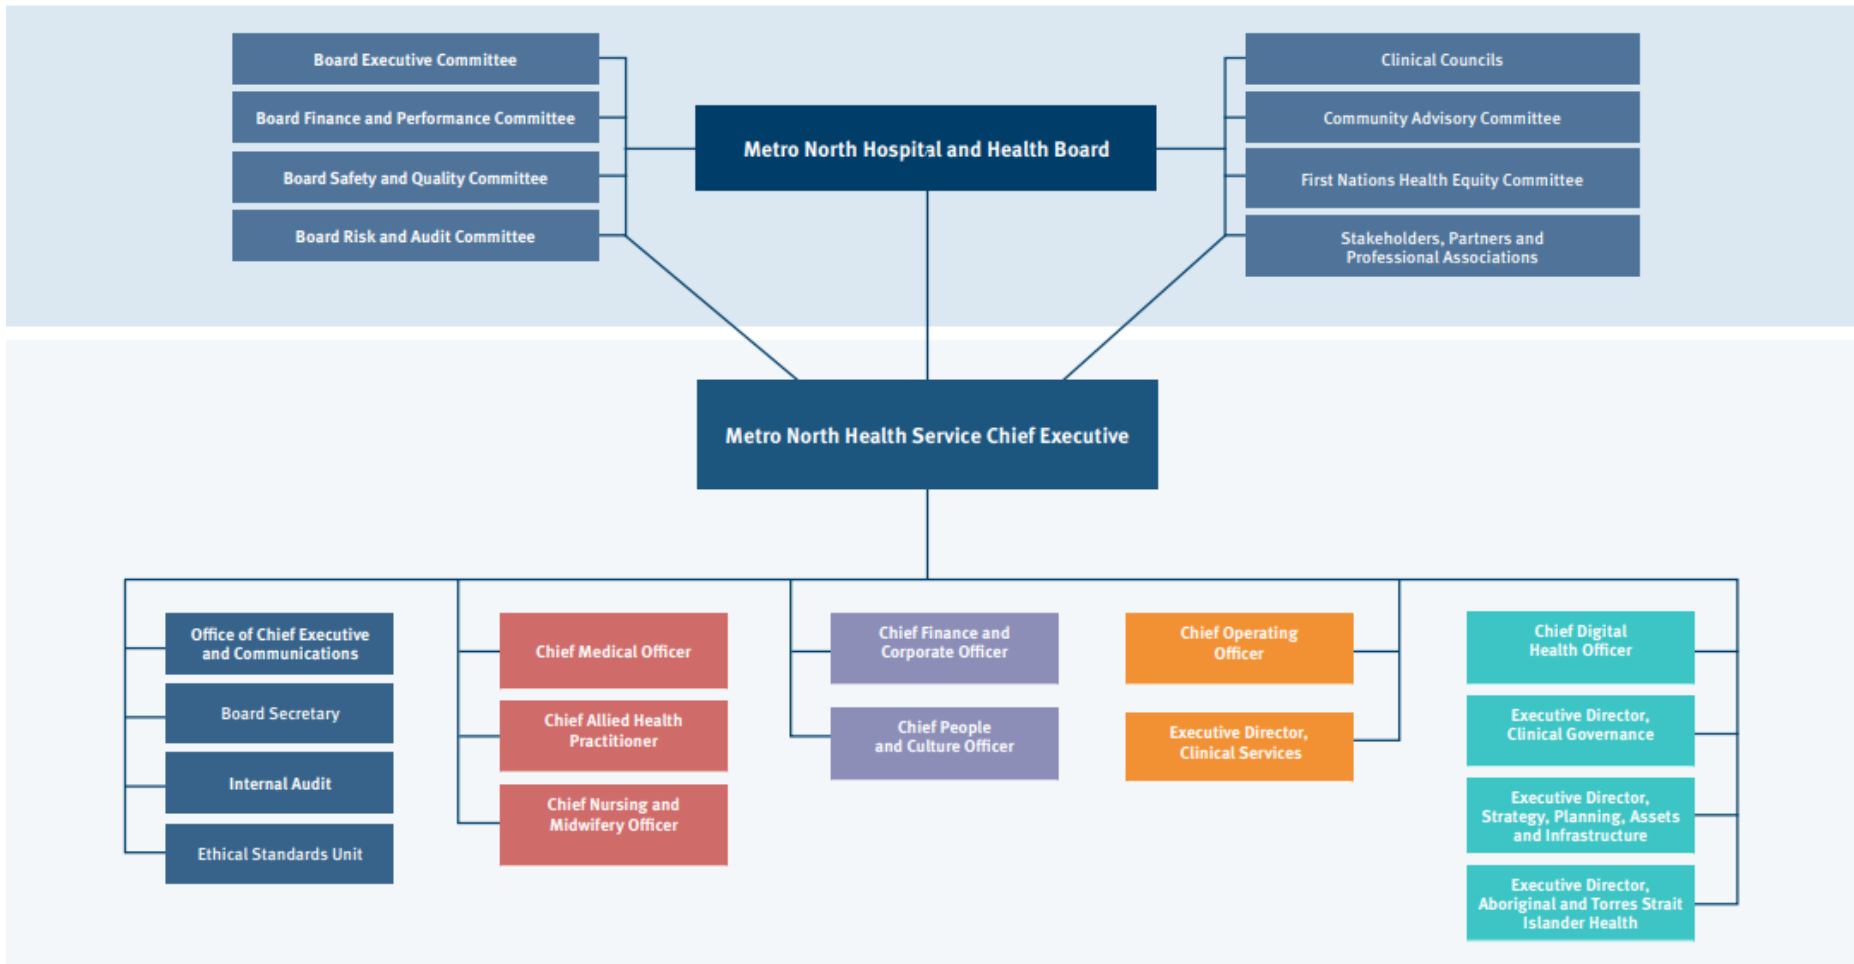 Board Executive Committee
Board Finance and Performance Committee
Board Safety and Quality Committee
Board Risk and Audit Committee
Metro North Hospital and Health Board
Clinical Councils
Community Advisory Committee
First Nations Health Equity Committee
Stakeholders, Partners and
Professional Associations
Metro North Health Service Chief Executive
Office of Chief Executive
and Communications
Board Secretary
Internal Audit
Ethical Standards Unit
Chief Medical Officer
Chief Allied Health
Practitioner
Chief Nursing and
Midwifery Officer
Chief Finance and
Corporate Officer
Chief People
and Culture Officer
Chief Operating
Officer
Executive Director,
Clinical Services
Chief Digital
Health Officer
Executive Director,
Clinical Governance
Executive Director,
Strategy, Planning, Assets
and Infrastructure
Executive Director,
Aboriginal and Torres Strait
Islander Health